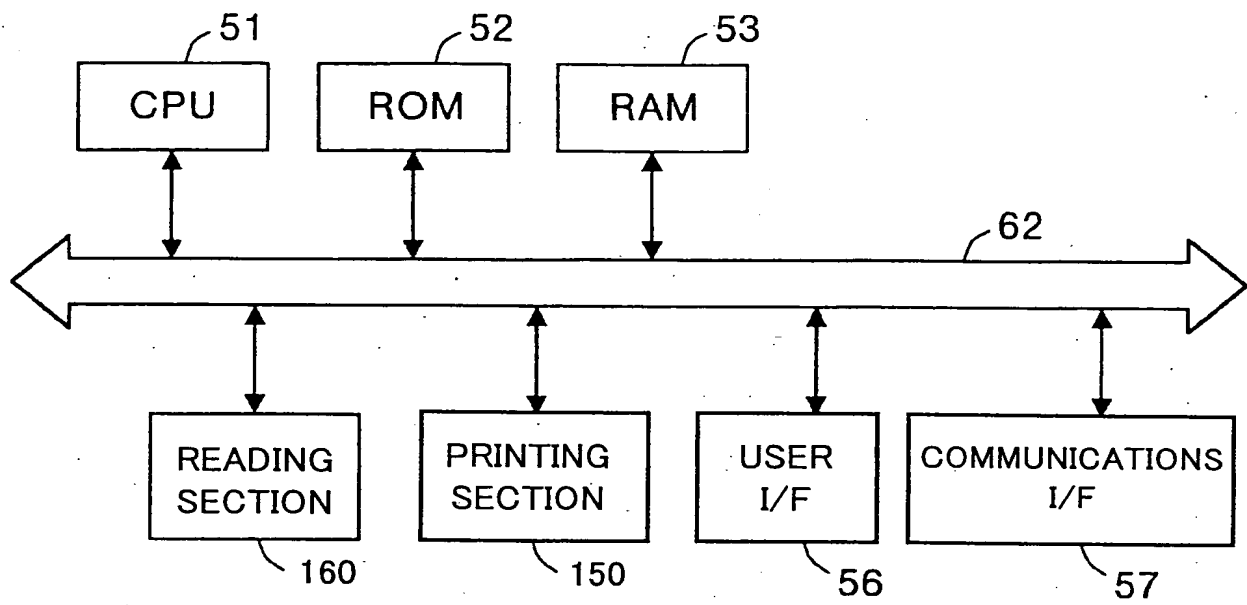 51
52
53
CPU
ROM
RAM
62
READING
SECTION
PRINTING
SECTION
USER
I/F
COMMUNICATIONS
I/F
160
150
56
57